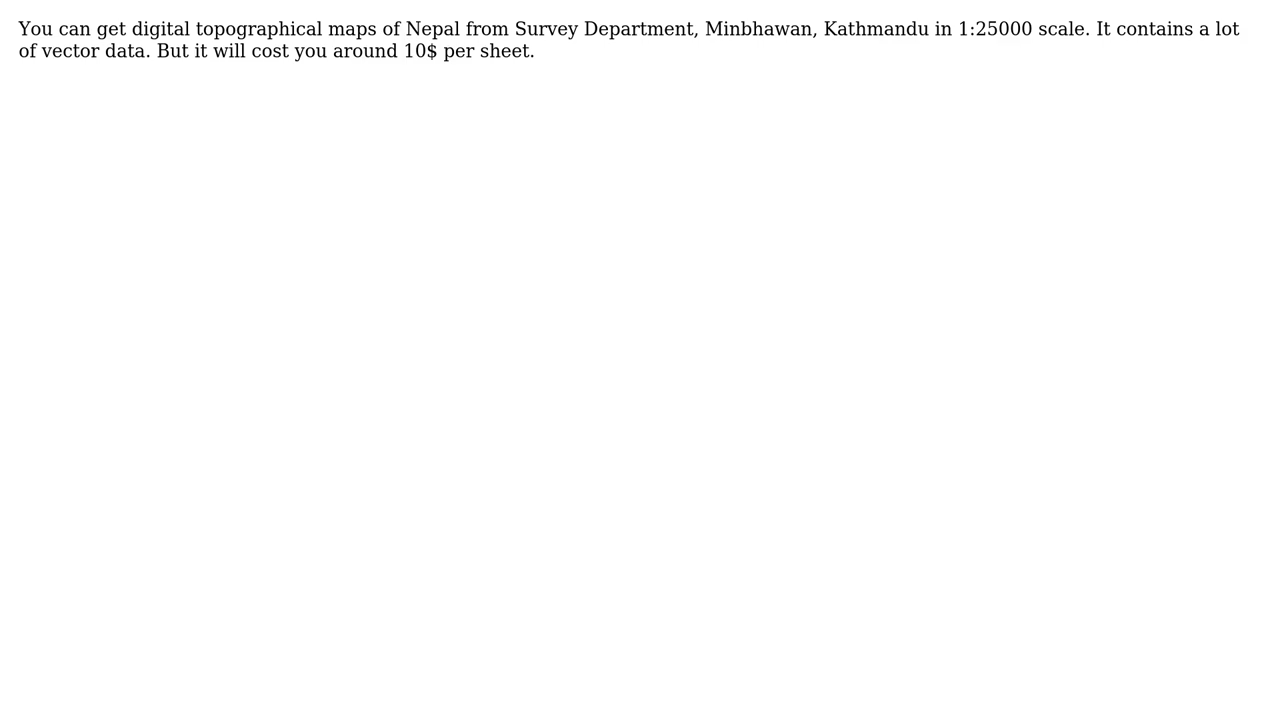 You can get digital topographical maps of Nepal from Survey Department, Minbhawan, Kathmandu in 1:25000 scale. It contains a lot
of vector data. But it will cost you around 10$ per sheet.